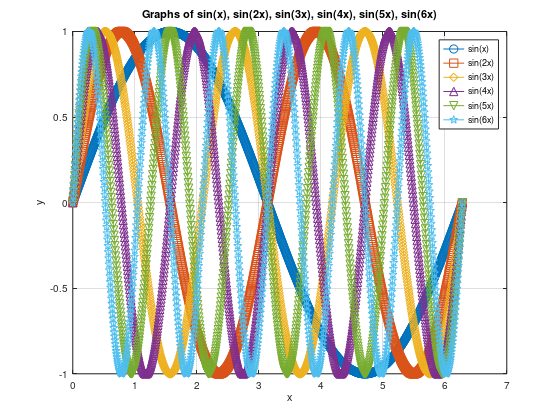 Graphs of sin(x), sin(2x), sin(3x), sin(4x), sin(5x), sin(6x)
1
sin(x)
sin(2x)
sin(3x)
sin(4x)
sin(5x)
sin(6x)
0.5
y
0
-0.5
-1
0 1 2 3 4 5 6 7
x